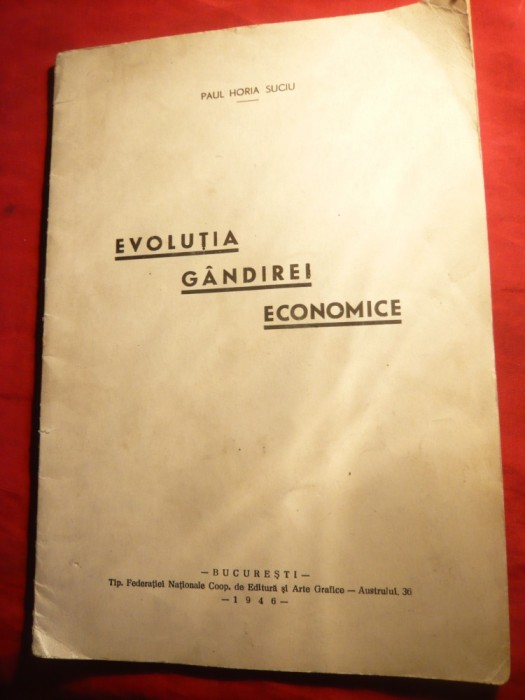 PAUL HORIA SUCIU
EVOLUȚIA
GÂNDIREI
ECONOMICE
— BUCUREȘTI —
Tip. Federației Naționale Coop. de Editură și Arte Grafice — Austrului, 36
— 1946 —